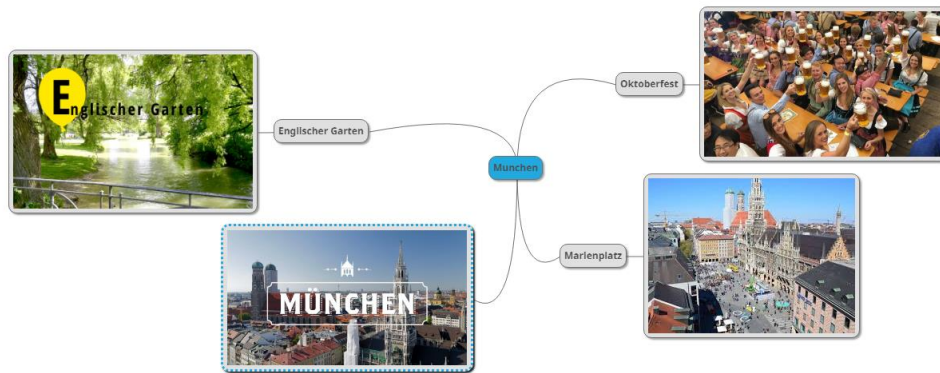 Englischer Garten
Englischer Garten
Munchen
Oktoberfest
Marienplatz
MÜNCHEN